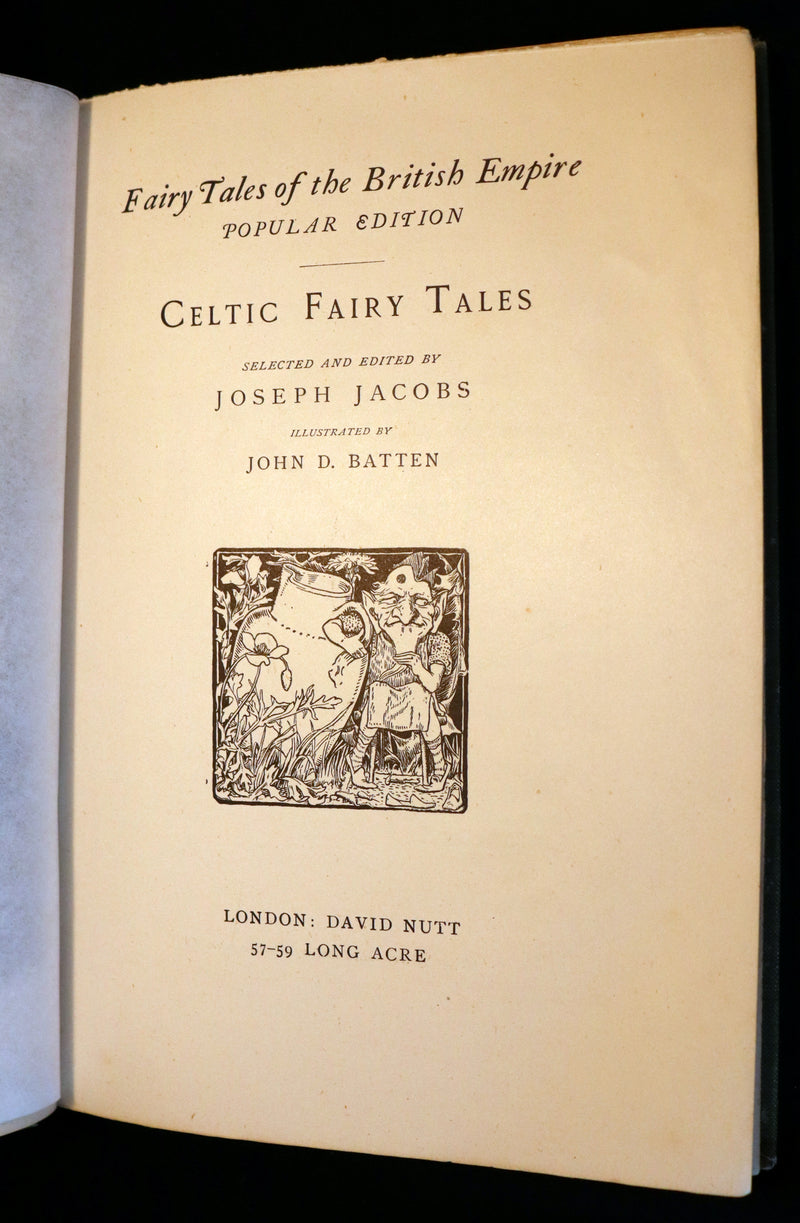 Fairy Tales of the British Empire
POPULAR EDITION
CELTIC FAIRY TALES
SELECTED AND EDITED BY
JOSEPH JACOBS
ILLUSTRATED BY
JOHN D. BATTEN
LONDON: DAVID NUTT
57–59 LONG ACRE